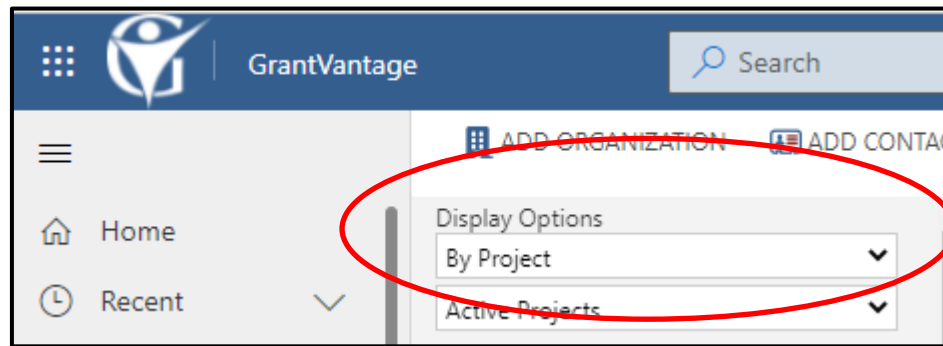 GrantVantage
Search
ADD ORGANIZATION ADD CONTA
Home
Recent
Display Options
By Project
Active Projects